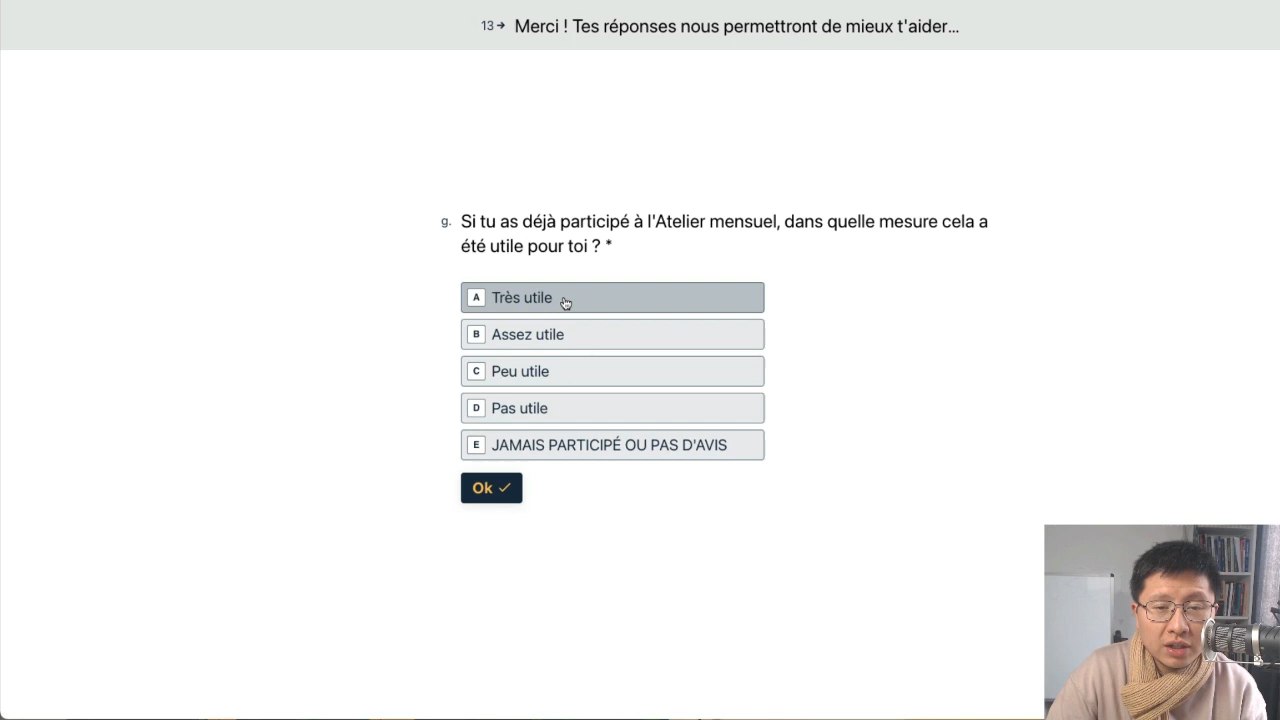 13→ Merci ! Tes réponses nous permettront de mieux t'aider...
g. Si tu as déjà participé à l'Atelier mensuel, dans quelle mesure cela a
été utile pour toi ? *
A Très utile
B Assez utile
C Peu utile
D Pas utile
E JAMAIS PARTICIPÉ OU PAS D'AVIS
Ok ✓